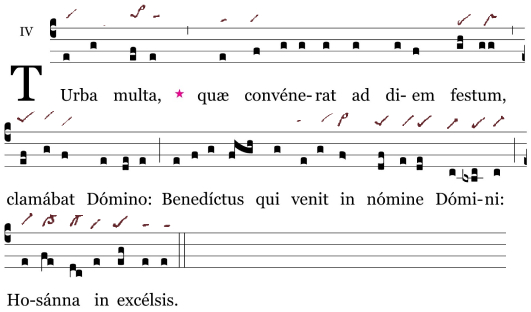 IV
TUrba multa, ★ quæ convéne-rat ad di-em festum,
clamábat Dómino: Benedíctus qui venit in nómine Dómi-ni:
Ho-sánna in excélsis.